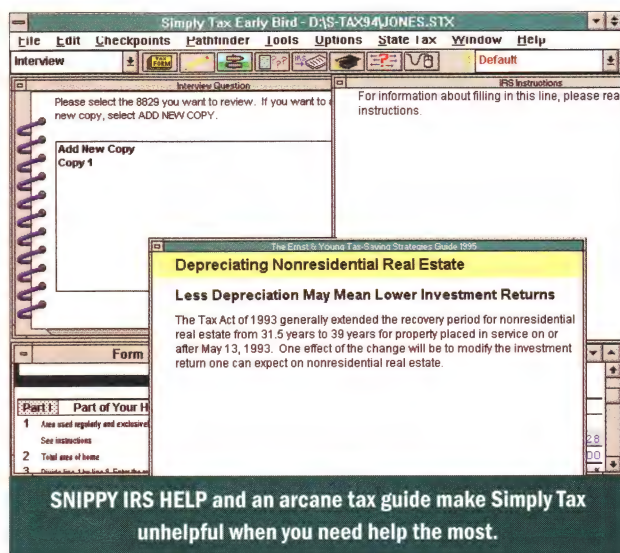 Simply Tax Early Bird - D:\S-TAX94\JONES.STX
File Edit Checkpoints Pathfinder Tools Options State Tax Window Help
Interview
TAX FORM
Default
Interview Question
Please select the 8829 you want to review. If you want to
new copy, select ADD NEW COPY.
Add New Copy
Copy 1
IRS Instructions
For information about filling in this line, please rea
instructions.
The Ernst & Young Tax-Saving Strategies Guide 1995
Depreciating Nonresidential Real Estate
Less Depreciation May Mean Lower Investment Returns
The Tax Act of 1993 generally extended the recovery period for nonresidential
real estate from 31.5 years to 39 years for property placed in service on or
after May 13, 1993. One effect of the change will be to modify the investment
return one can expect on nonresidential real estate.
Form
Part I Part of Your H
1 Area used regularly and exclusivel
See instructions
2 Total area of home
3
28
00
SNIPPY IRS HELP and an arcane tax guide make Simply Tax
unhelpful when you need help the most.